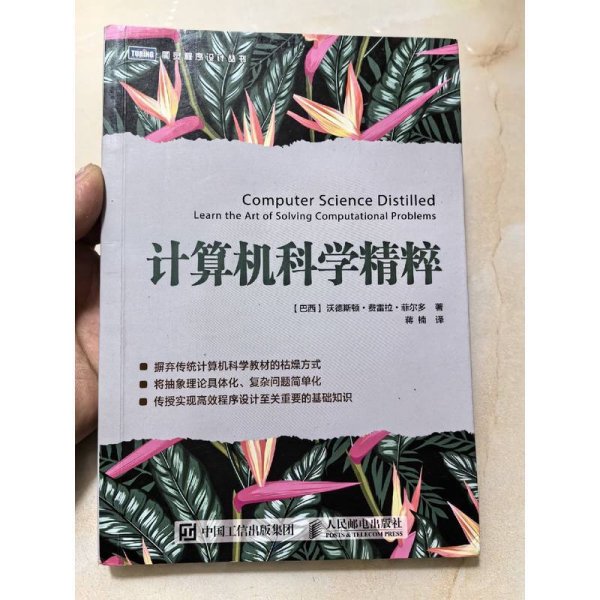 TURING 图灵程序设计丛书
Computer Science Distilled
Learn the Art of Solving Computational Problems
计算机科学精粹
[巴西] 沃德斯顿·费雷拉·菲尔多 著
蒋楠 译
摒弃传统计算机科学教材的枯燥方式
将抽象理论具体化、复杂问题简单化
传授实现高效程序设计至关重要的基础知识
中国工信出版集团 人民邮电出版社
POSTS & TELECOM PRESS